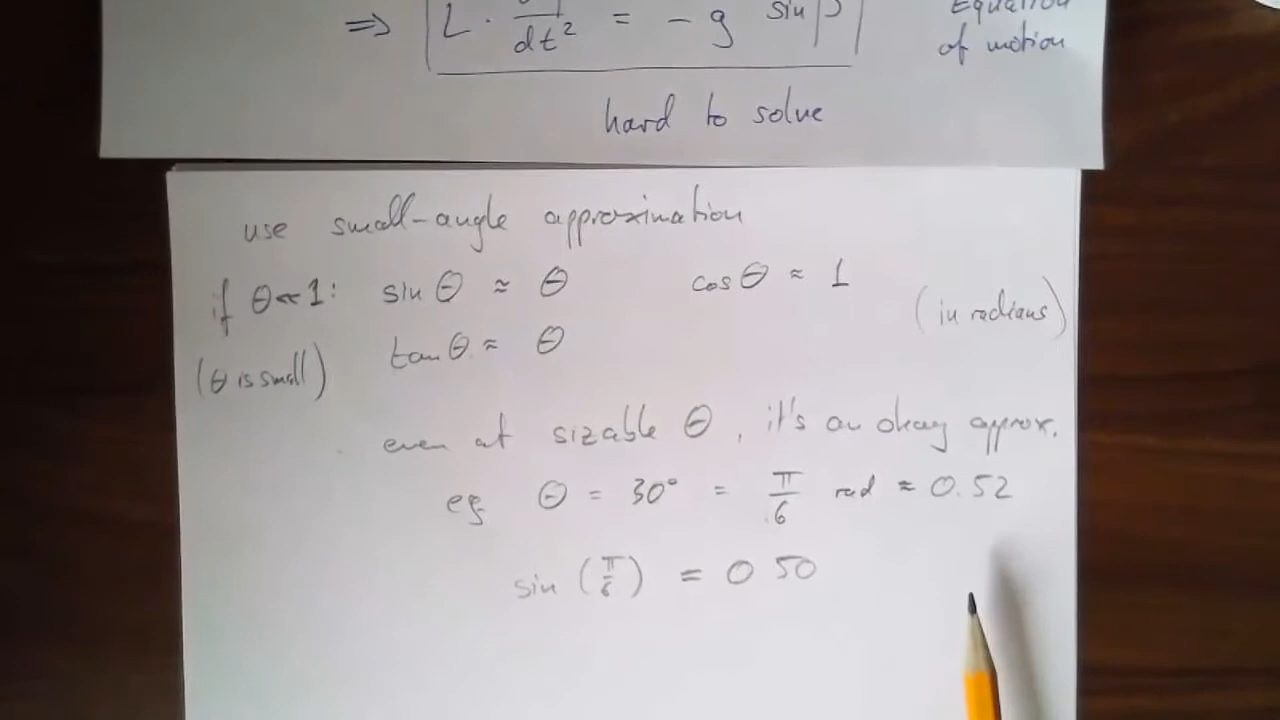 ⇒ L · dt² = - g sin β Equation
of motion
hard to solve
use small-angle approximation
if θ≪1: sin θ ≈ θ cos θ ≈ 1
(in radians)
(θ is small) tan θ ≈ θ
even at sizable θ, it's an okay approx.
eg θ = 30° = π/6 rad ≈ 0.52
sin (π/6) = 0 50